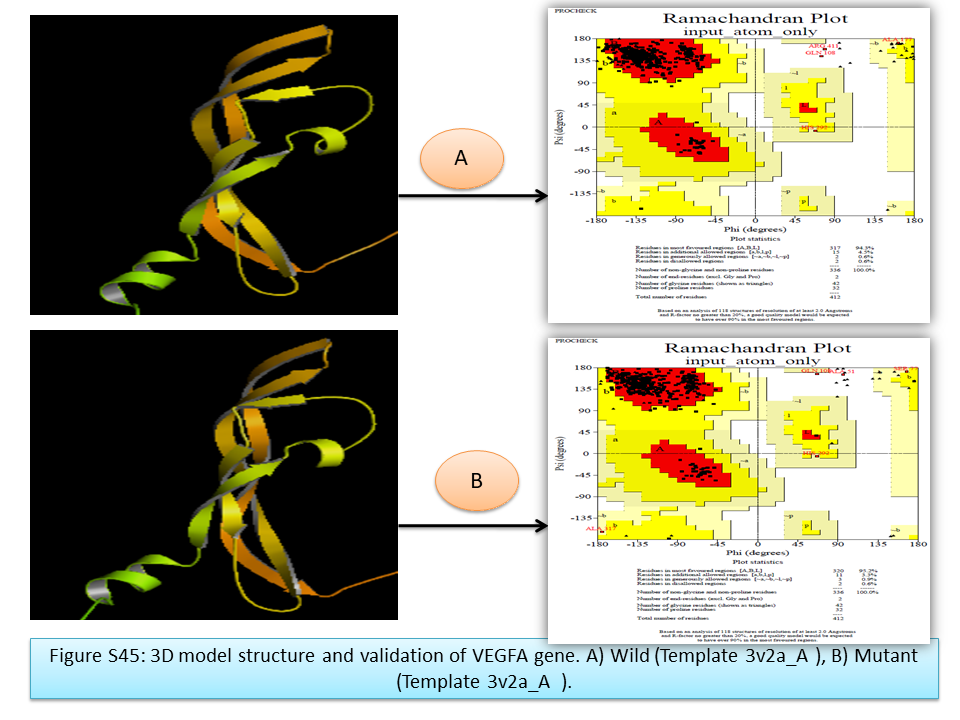 PROCHECK
Ramachandran Plot
input_atom_only
180
135
90
45
0
-45
-90
-135
Psi (degrees)
ARG 411
GLN 108
HIS 292
-180 -135 -90 -45 0 45 90 135 180
Phi (degrees)
Plot statistics
Residues in most favoured regions [A,B,L] 317 94.3%
Residues in additional allowed regions [a,b,l,p] 15 4.5%
Residues in generously allowed regions [~a,~b,~l,~p] 2 0.6%
Residues in disallowed regions 2 0.6%
Number of non-glycine and non-proline residues 336 100.0%
Number of end-residues (excl. Gly and Pro) 2
Number of glycine residues (shown as triangles) 42
Number of proline residues 32
Total number of residues 412
Based on an analysis of 118 structures of resolution of at least 2.0 Angstroms
and R-factor no greater than 20%, a good quality model would be expected
to have over 90% in the most favoured regions.
A
PROCHECK
Ramachandran Plot
input_atom_only
180
135
90
45
0
-45
-90
-135
Psi (degrees)
HIS 292
-180 -135 -90 -45 0 45 90 135 180
Phi (degrees)
Plot statistics
Residues in most favoured regions [A,B,L] 320 95.2%
Residues in additional allowed regions [a,b,l,p] 11 3.3%
Residues in generously allowed regions [~a,~b,~l,~p] 3 0.9%
Residues in disallowed regions 2 0.6%
Number of non-glycine and non-proline residues 336 100.0%
Number of end-residues (excl. Gly and Pro) 2
Number of glycine residues (shown as triangles) 42
Number of proline residues 32
Total number of residues 412
Based on an analysis of 118 structures of resolution of at least 2.0 Angstroms
and R-factor no greater than 20%, a good quality model would be expected
to have over 90% in the most favoured regions.
B
Figure S45: 3D model structure and validation of VEGFA gene. A) Wild (Template 3v2a_A ), B) Mutant
(Template 3v2a_A ).